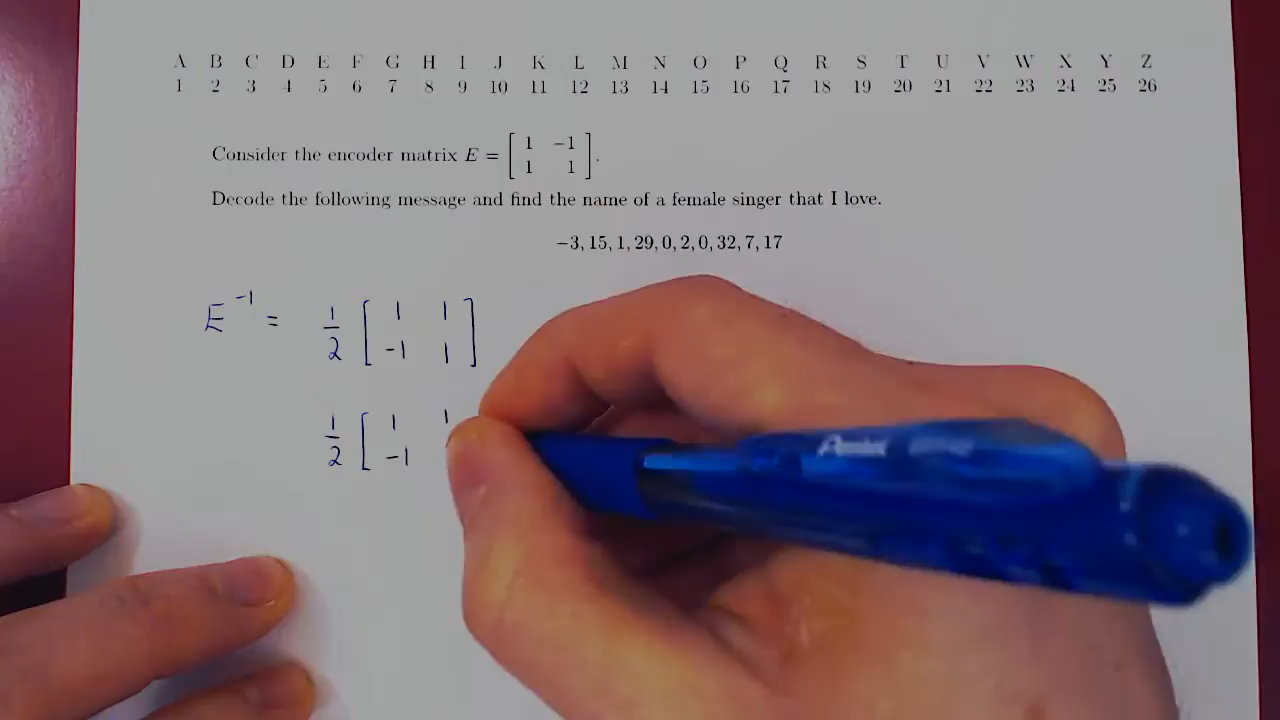 A B C D E F G H I J K L M N O P Q R S T U V W X Y Z
1 2 3 4 5 6 7 8 9 10 11 12 13 14 15 16 17 18 19 20 21 22 23 24 25 26
Consider the encoder matrix E = [ 1 −1
1 1 ].
Decode the following message and find the name of a female singer that I love.
−3, 15, 1, 29, 0, 2, 0, 32, 7, 17
E^-1 = 1/2 [ 1 1
-1 1 ]
1/2 [ 1 1
-1
Pentel